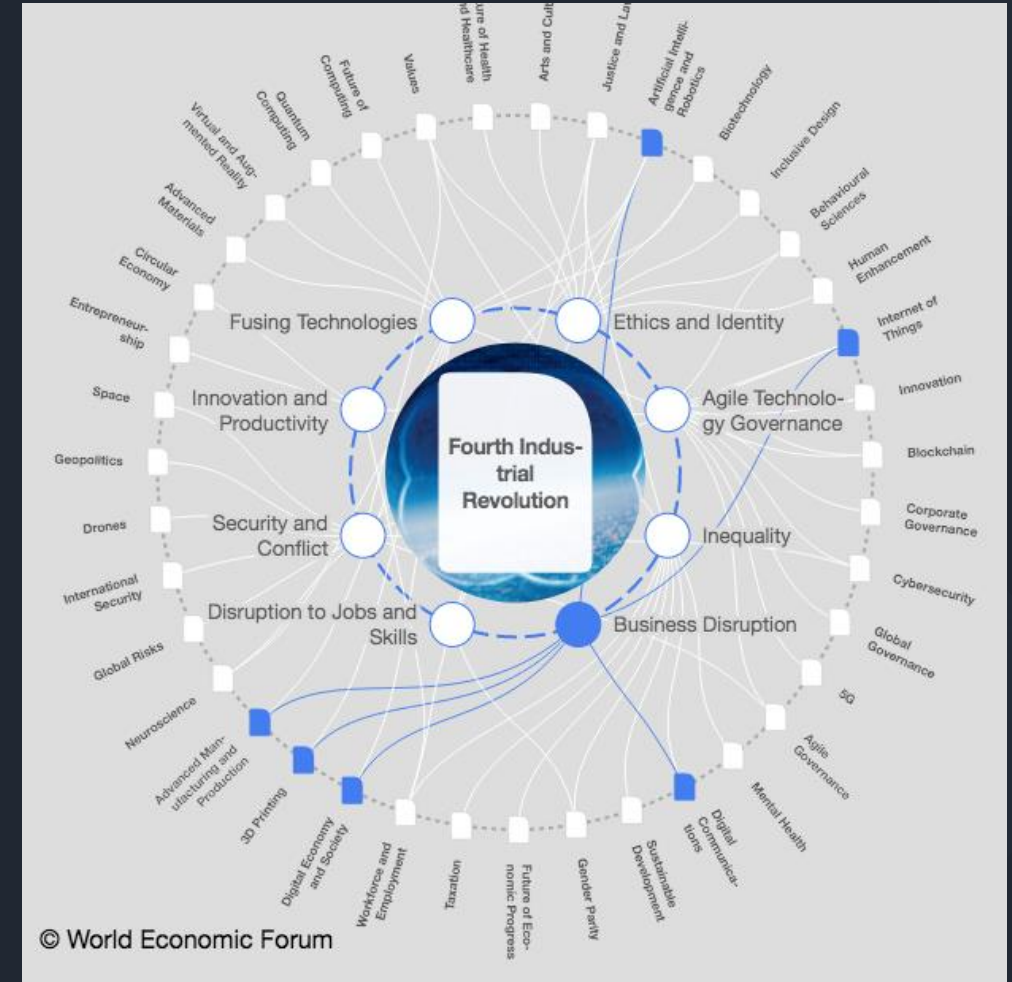 Values
Future of
Computing
Quantum
Computing
Virtual and Aug-
mented Reality
Advanced
Materials
Circular
Economy
Entrepreneur-
ship
Space
Geopolitics
Drones
International
Security
Global Risks
Neuroscience
Advanced Man-
ufacturing and
Production
3D Printing
Digital Economy
and Society
Workforce and
Employment
Taxation
Future of Eco-
nomic Progress
Gender Parity
Sustainable
Development
Digital
Communica-
tions
Mental Health
Agile
Governance
5G
Global
Governance
Cybersecurity
Corporate
Governance
Blockchain
Innovation
Internet of
Things
Human
Enhancement
Behavioural
Sciences
Inclusive Design
Biotechnology
Artificial Intelli-
gence and
Robotics
Justice and
Arts and
of Health
Healthcare
Fusing Technologies
Ethics and Identity
Innovation and
Productivity
Agile Technolo-
gy Governance
Security and
Conflict
Inequality
Disruption to Jobs and
Skills
Business Disruption
Fourth Indus-
trial
Revolution
© World Economic Forum